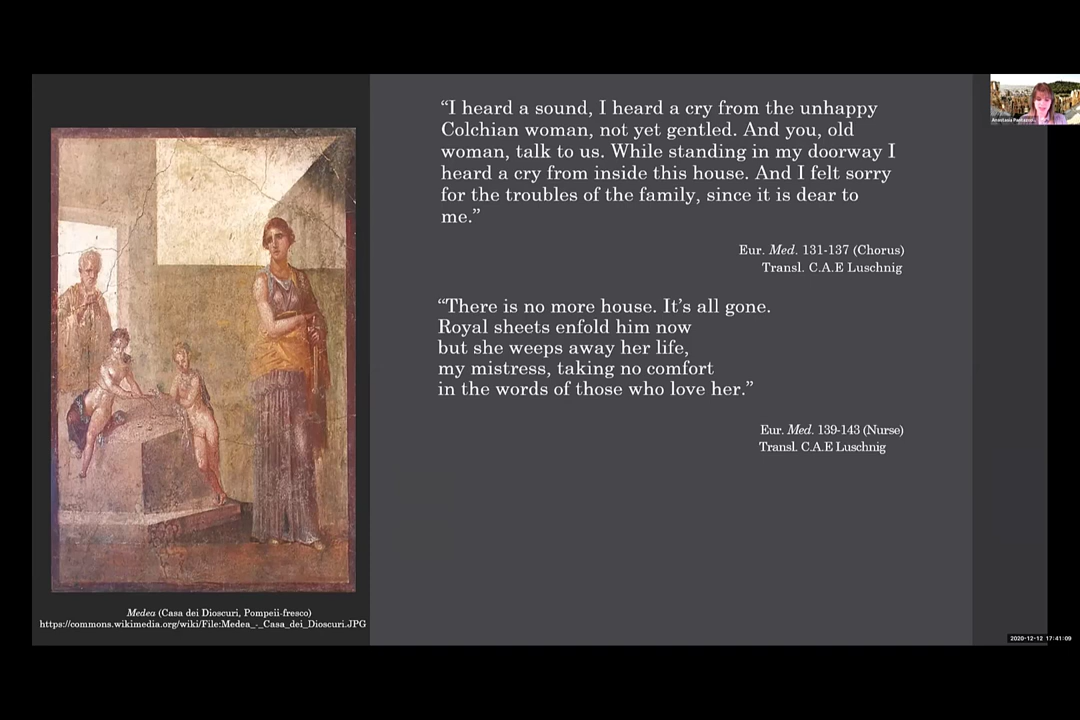 “I heard a sound, I heard a cry from the unhappy
Colchian woman, not yet gentled. And you, old
woman, talk to us. While standing in my doorway I
heard a cry from inside this house. And I felt sorry
for the troubles of the family, since it is dear to
me.”
Eur. Med. 131-137 (Chorus)
Transl. C.A.E Luschnig
“There is no more house. It’s all gone.
Royal sheets enfold him now
but she weeps away her life,
my mistress, taking no comfort
in the words of those who love her.”
Eur. Med. 139-143 (Nurse)
Transl. C.A.E Luschnig
Medea (Casa dei Dioscuri, Pompeii-fresco)
https://commons.wikimedia.org/wiki/File:Medea_-_Casa_dei_Dioscuri.JPG
Anastasia
2020-12-12 17:41:09